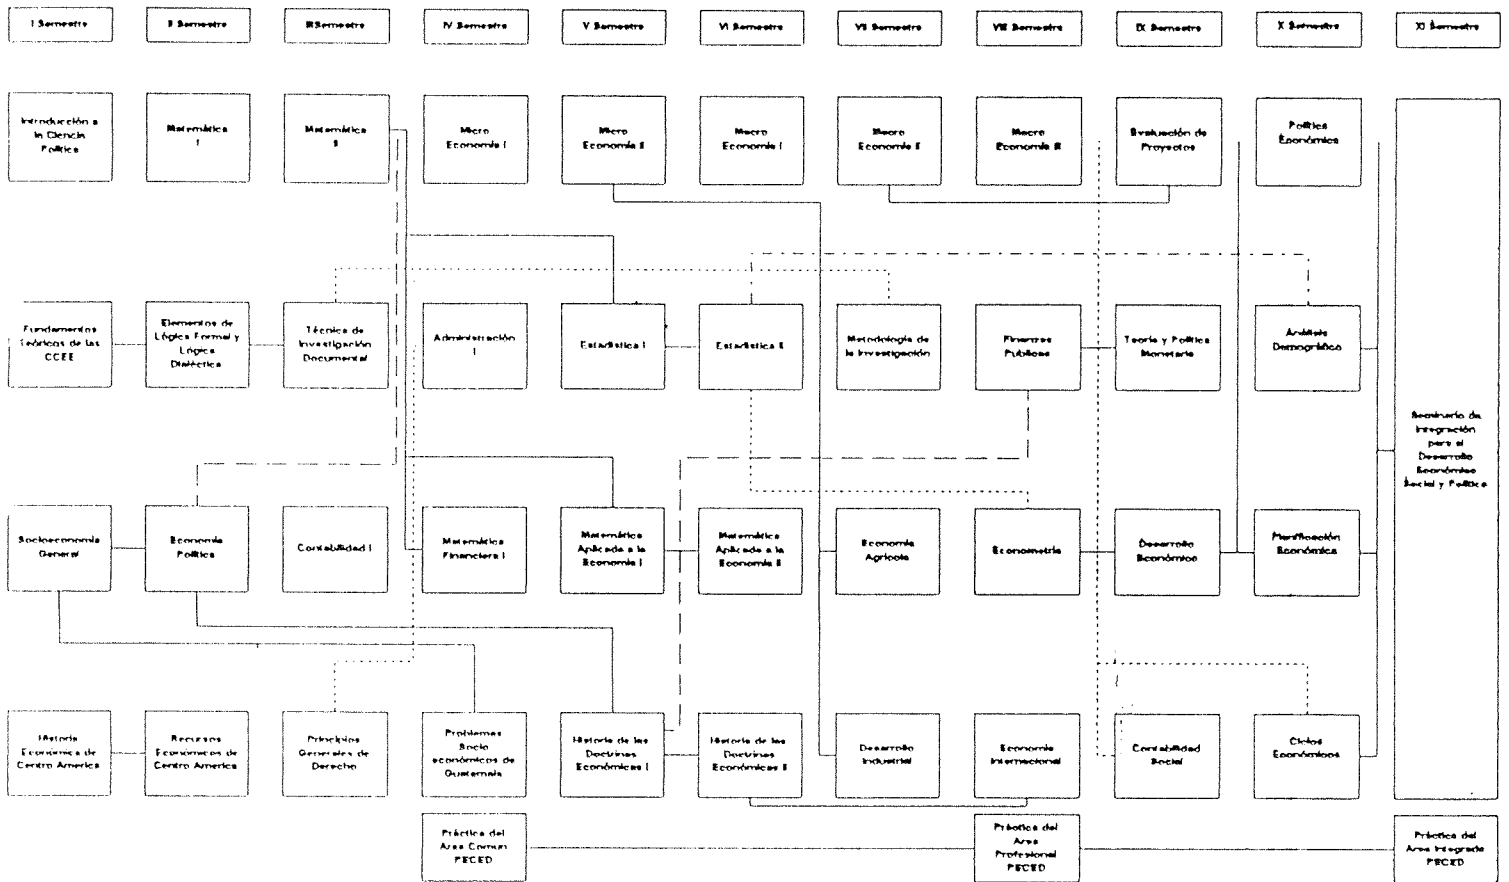 I Semestre
II Semestre
III Semestre
IV Semestre
V Semestre
VI Semestre
VII Semestre
VIII Semestre
IX Semestre
X Semestre
XI Semestre
Introducción a
la Ciencia
Política
Matemática
I
Matemática
II
Micro
Economía I
Micro
Economía II
Macro
Economía I
Macro
Economía II
Macro
Economía III
Evaluación de
Proyectos
Política
Económica
Fundamentos
Teóricos de las
CCEE
Elementos de
Lógica Formal y
Lógica
Dialéctica
Técnica de
Investigación
Documental
Administración
I
Estadística I
Estadística II
Metodología de
la Investigación
Finanzas
Publicas
Teoría y Política
Monetaria
Análisis
Demográfico
Seminario de
Integración
para el
Desarrollo
Económico
Social y Político
Socioeconomía
General
Economía
Política
Contabilidad I
Matemática
Financiera I
Matemática
Aplicada a la
Economía I
Matemática
Aplicada a la
Economía II
Economía
Agrícola
Econometría
Desarrollo
Económico
Planificación
Económica
Historia
Económica de
Centro America
Recursos
Económicos de
Centro America
Principios
Generales de
Derecho
Problemas
Socio
económicos de
Guatemala
Historia de las
Doctrinas
Económicas I
Historia de las
Doctrinas
Económicas II
Desarrollo
Industrial
Economía
Internacional
Contabilidad
Social
Ciclos
Económicos
Práctica del
Area Comun
PECED
Práctica del
Area
Profesional
PECED
Práctica del
Area Integrada
PECED